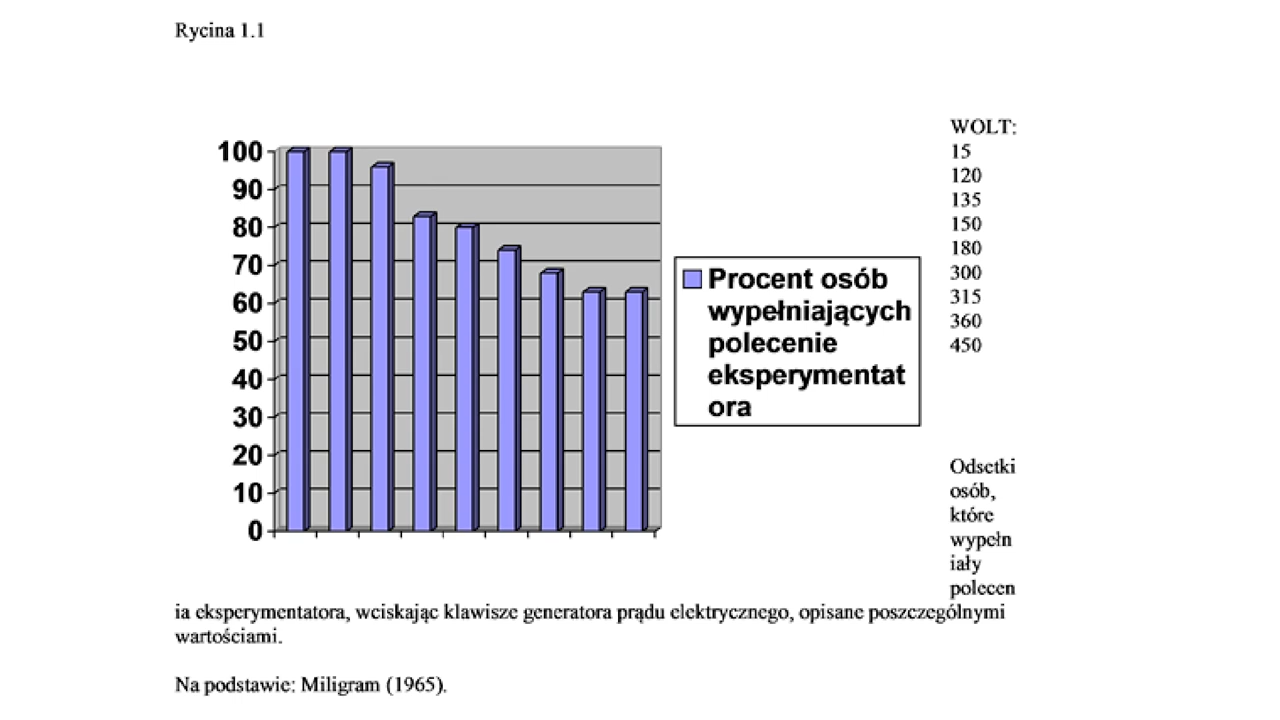 Rycina 1.1
100
90
80
70
60
50
40
30
20
10
0
Procent osób
wypełniających
polecenie
eksperymentat
ora
WOLT:
15
120
135
150
180
300
315
360
450
Odsetki
osób,
które
wypełn
iały
polecen
ia eksperymentatora, wciskając klawisze generatora prądu elektrycznego, opisane poszczególnymi
wartościami.
Na podstawie: Miligram (1965).